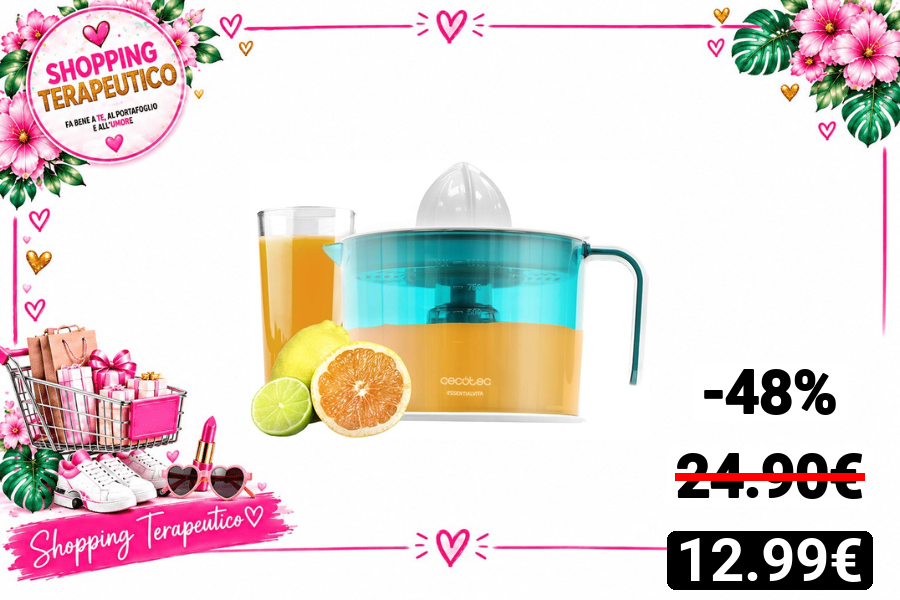 SHOPPING
TERAPEUTICO
FA BENE A TE, AL PORTAFOGLIO
E ALL'UMORE
cecotec
ESSENTIALVITA
-48%
24.90€
12.99€
Shopping Terapeutico